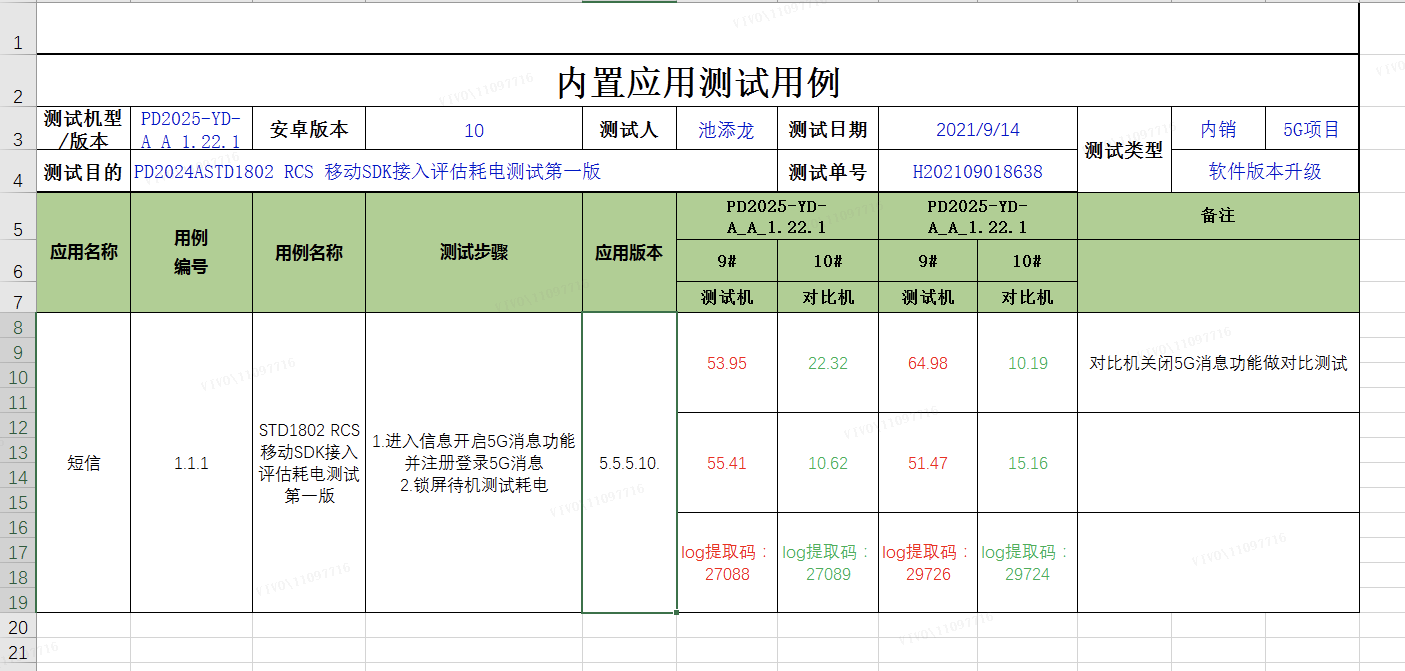 内置应用测试用例
测试机型
/版本
PD2025-YD-
A_A_1.22.1
安卓版本
10
测试人
池添龙
测试日期
2021/9/14
测试类型
内销
5G项目
测试目的
PD2024ASTD1802 RCS 移动SDK接入评估耗电测试第一版
测试单号
H202109018638
软件版本升级
应用名称
用例
编号
用例名称
测试步骤
应用版本
PD2025-YD-
A_A_1.22.1
PD2025-YD-
A_A_1.22.1
备注
9#
10#
9#
10#
测试机
对比机
测试机
对比机
短信
1.1.1
STD1802 RCS
移动SDK接入
评估耗电测试
第一版
1.进入信息开启5G消息功能
并注册登录5G消息
2.锁屏待机测试耗电
5.5.5.10.
53.95
22.32
64.98
10.19
对比机关闭5G消息功能做对比测试
55.41
10.62
51.47
15.16
log提取码：
27088
log提取码：
27089
log提取码：
29726
log提取码：
29724
1
2
3
4
5
6
7
8
9
10
11
12
13
14
15
16
17
18
19
20
21
VIVO\11097716